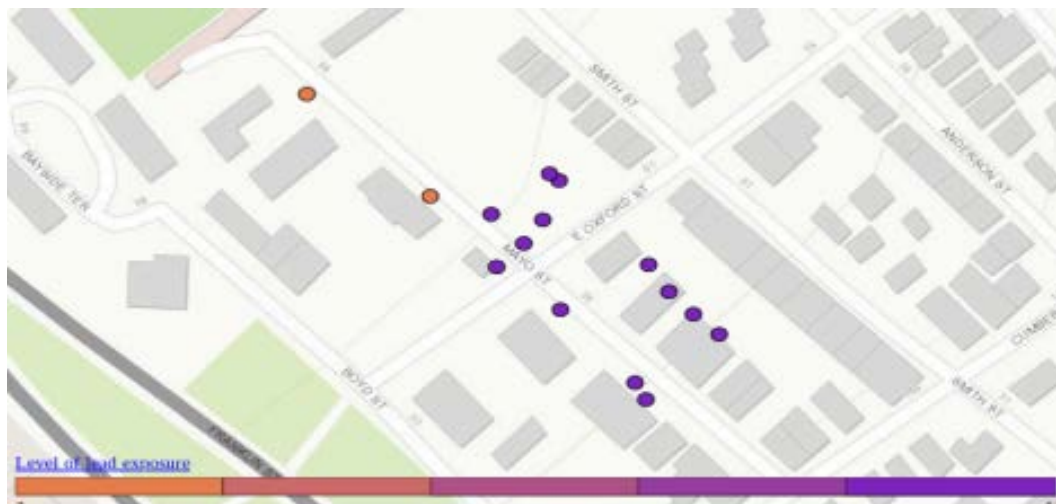 SMITH ST
ANDERSON ST
BAYSIDE TER
E OXFORD ST
MAYO ST
BOYD ST
SMITH ST
Level of lead exposure